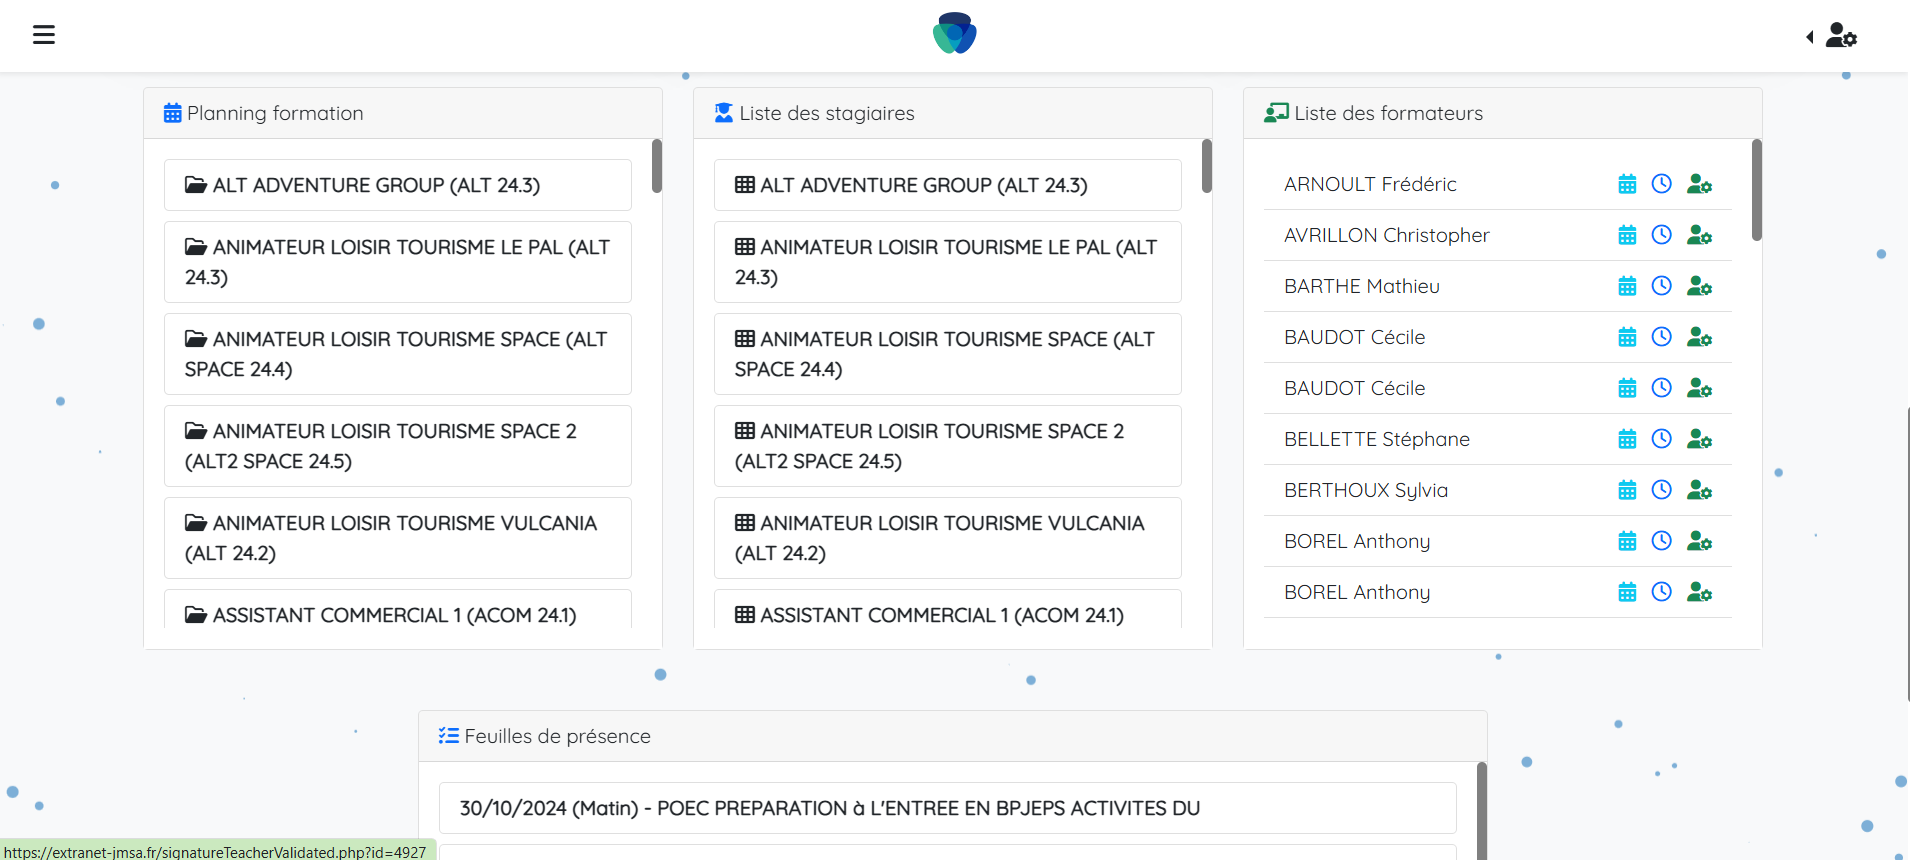 Planning formation
ALT ADVENTURE GROUP (ALT 24.3)
ANIMATEUR LOISIR TOURISME LE PAL (ALT
24.3)
ANIMATEUR LOISIR TOURISME SPACE (ALT
SPACE 24.4)
ANIMATEUR LOISIR TOURISME SPACE 2
(ALT2 SPACE 24.5)
ANIMATEUR LOISIR TOURISME VULCANIA
(ALT 24.2)
ASSISTANT COMMERCIAL 1 (ACOM 24.1)
Liste des stagiaires
ALT ADVENTURE GROUP (ALT 24.3)
ANIMATEUR LOISIR TOURISME LE PAL (ALT
24.3)
ANIMATEUR LOISIR TOURISME SPACE (ALT
SPACE 24.4)
ANIMATEUR LOISIR TOURISME SPACE 2
(ALT2 SPACE 24.5)
ANIMATEUR LOISIR TOURISME VULCANIA
(ALT 24.2)
ASSISTANT COMMERCIAL 1 (ACOM 24.1)
Liste des formateurs
ARNOULT Frédéric
AVRILLON Christopher
BARTHE Mathieu
BAUDOT Cécile
BAUDOT Cécile
BELLETTE Stéphane
BERTHOUX Sylvia
BOREL Anthony
BOREL Anthony
Feuilles de présence
30/10/2024 (Matin) - POEC PREPARATION à L'ENTREE EN BPJEPS ACTIVITES DU
https://extranet-jmsa.fr/signatureTeacherValidated.php?id=4927